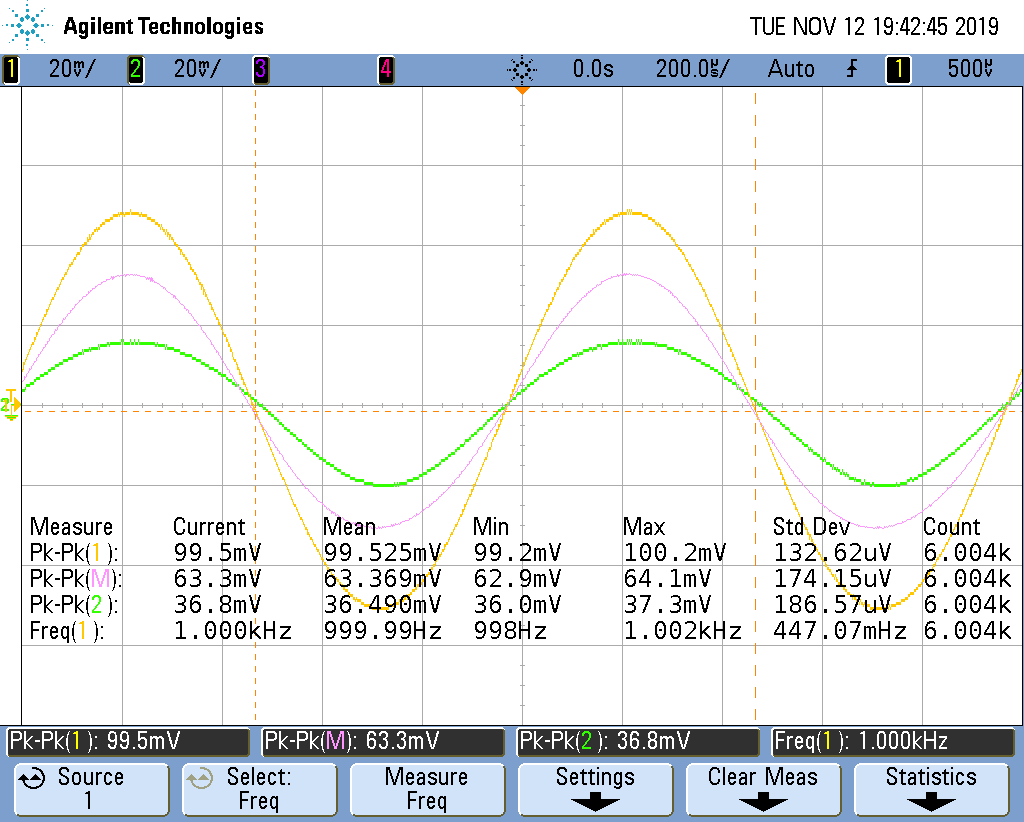 Agilent Technologies TUE NOV 12 19:42:45 2019
1 20mV/ 2 20mV/ 3 4 0.0s 200.0us/ Auto 1 500uV
2
Measure Current Mean Min Max Std Dev Count
Pk-Pk(1): 99.5mV 99.525mV 99.2mV 100.2mV 132.62uV 6.004k
Pk-Pk(M): 63.3mV 63.369mV 62.9mV 64.1mV 174.15uV 6.004k
Pk-Pk(2): 36.8mV 36.490mV 36.0mV 37.3mV 186.57uV 6.004k
Freq(1): 1.000kHz 999.99Hz 998Hz 1.002kHz 447.07mHz 6.004k
Pk-Pk(1): 99.5mV Pk-Pk(M): 63.3mV Pk-Pk(2): 36.8mV Freq(1): 1.000kHz
Source Select: Measure Settings Clear Meas Statistics
1 Freq Freq